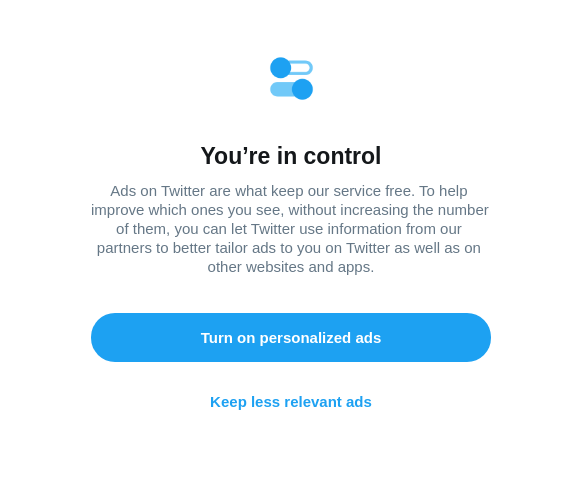 You’re in control
Ads on Twitter are what keep our service free. To help
improve which ones you see, without increasing the number
of them, you can let Twitter use information from our
partners to better tailor ads to you on Twitter as well as on
other websites and apps.
Turn on personalized ads
Keep less relevant ads